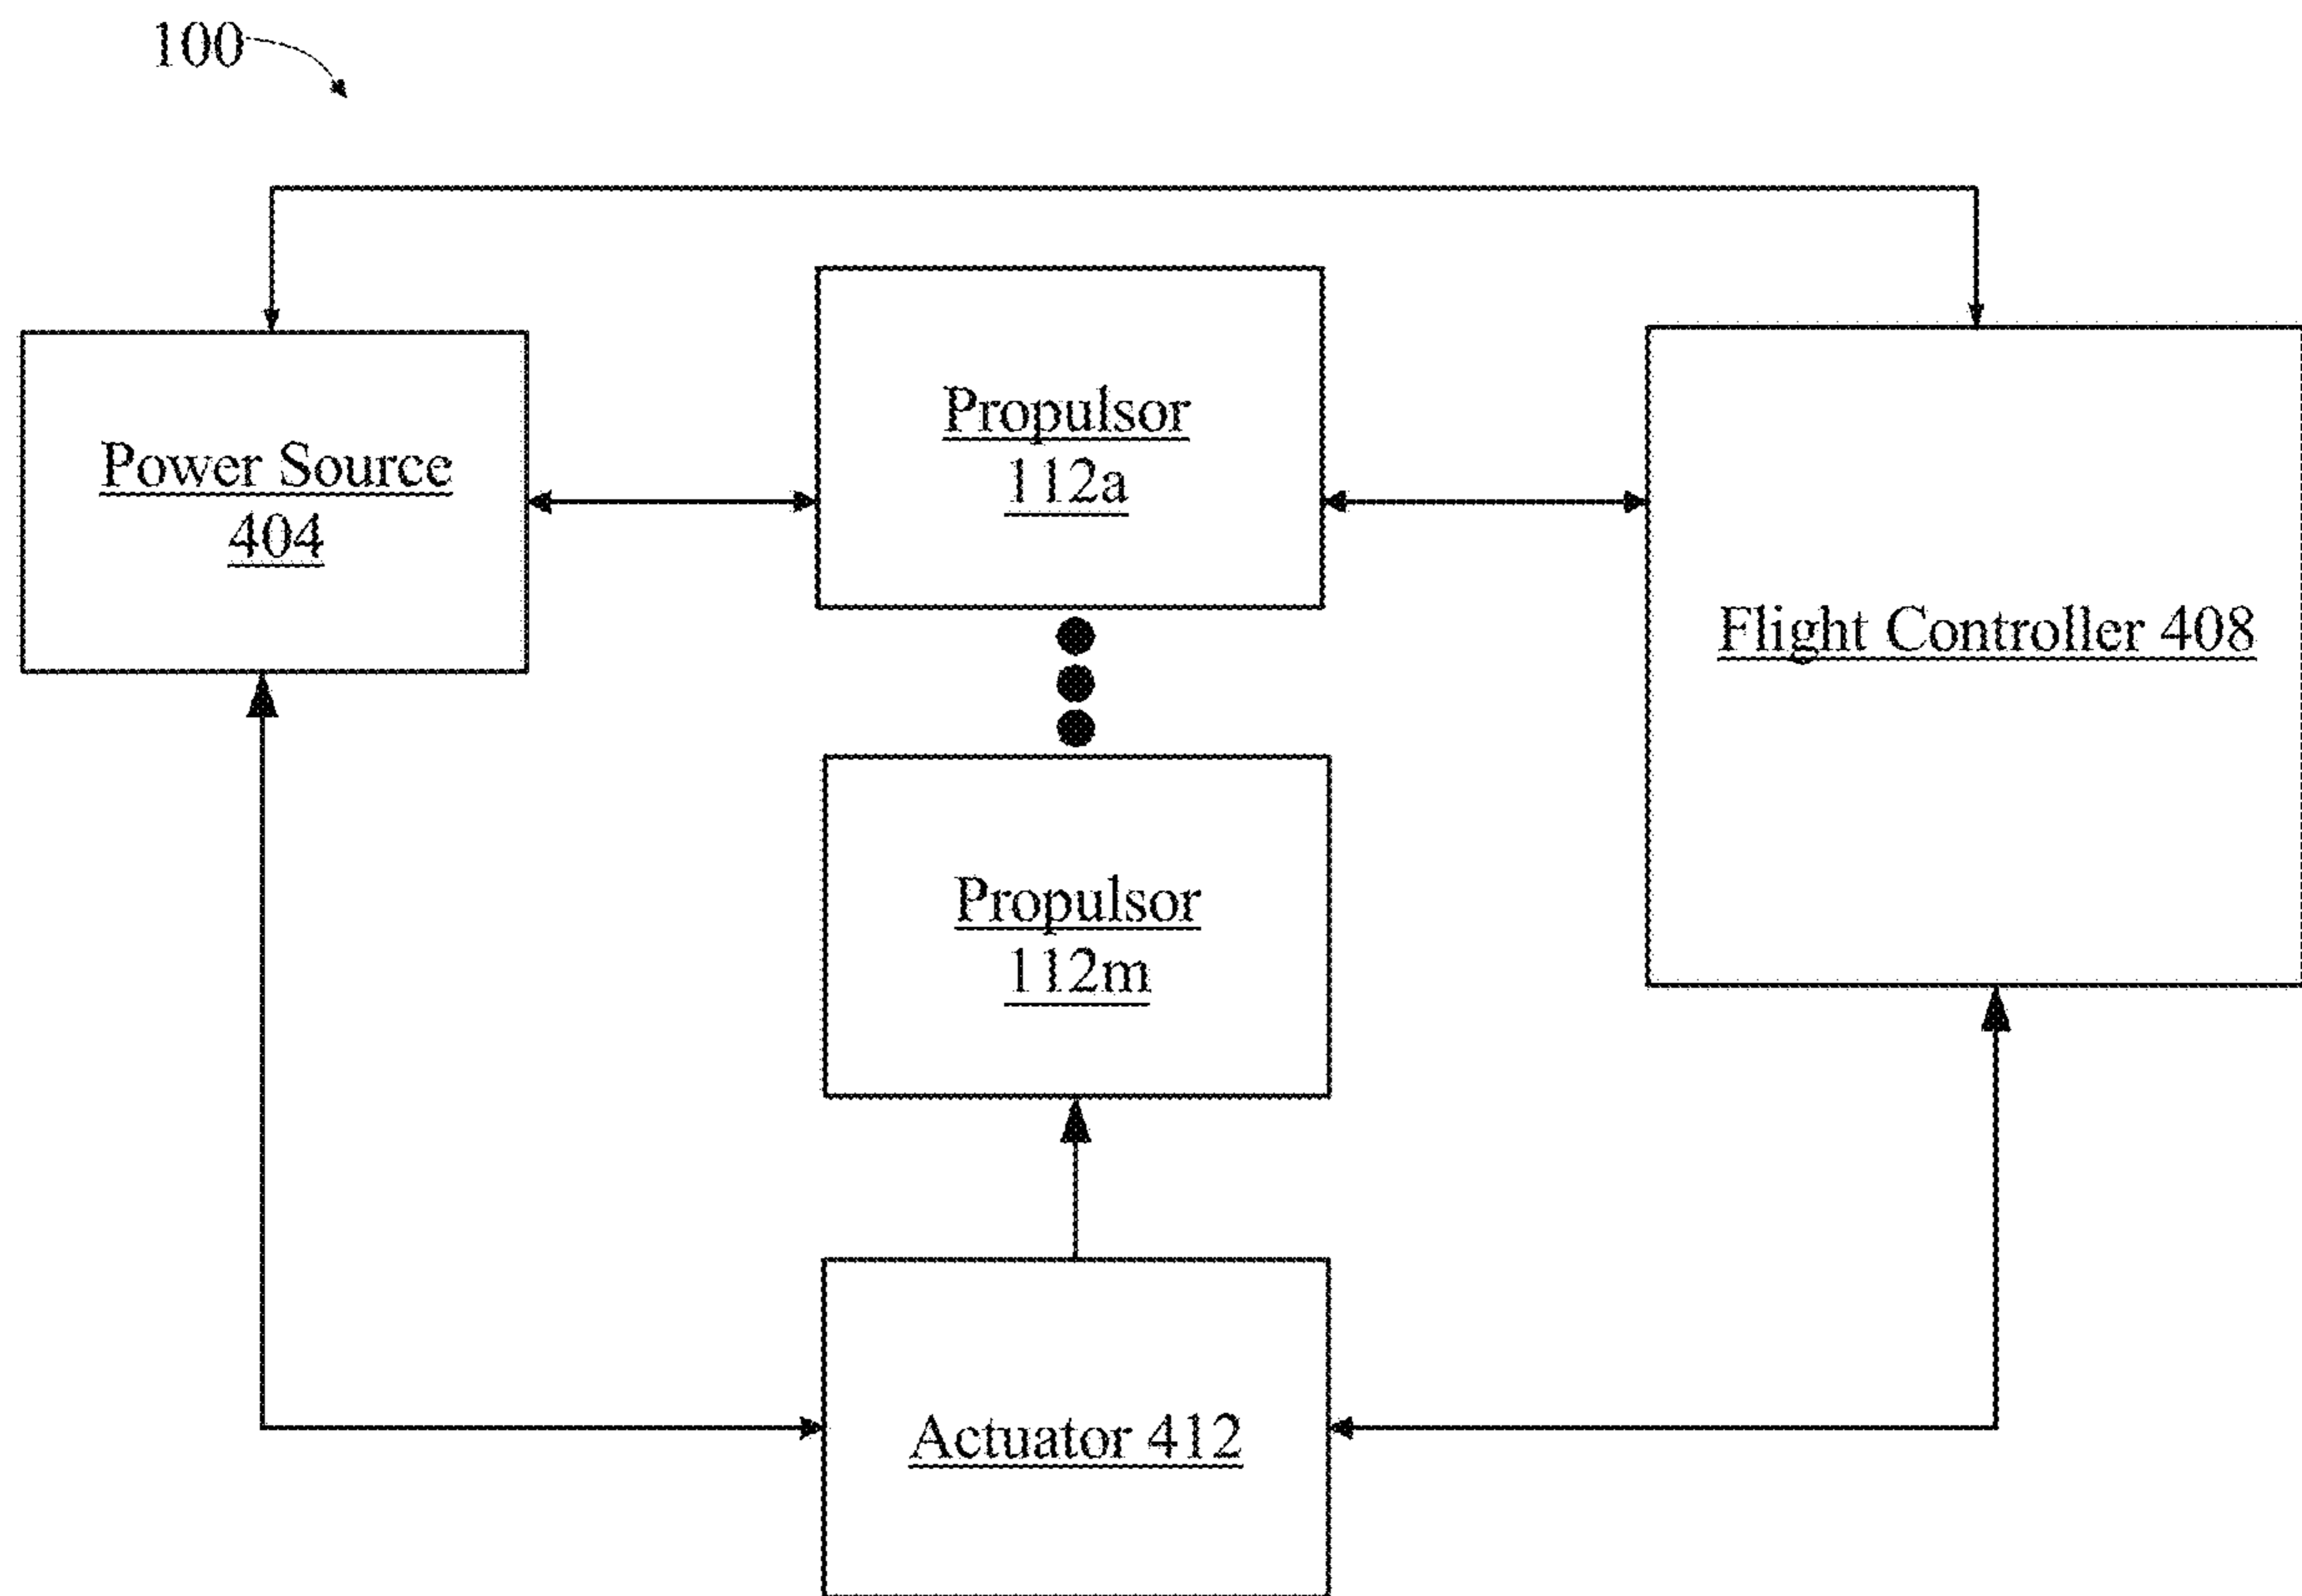 100
Propulsor
112a
Power Source
404
Flight Controller 408
Propulsor
112m
Actuator 412